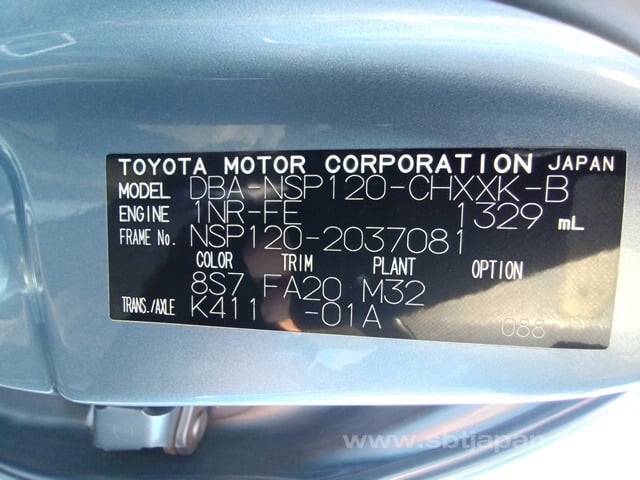 TOYOTA MOTOR CORPORATION JAPAN
MODEL DBA-NSP120-CHXXK-B
ENGINE 1NR-FE 1329 mL
FRAME No. NSP120-2037081
COLOR TRIM PLANT OPTION
8S7 FA20 M32
TRANS./AXLE K411 -01A
088
www.sbtjapan.